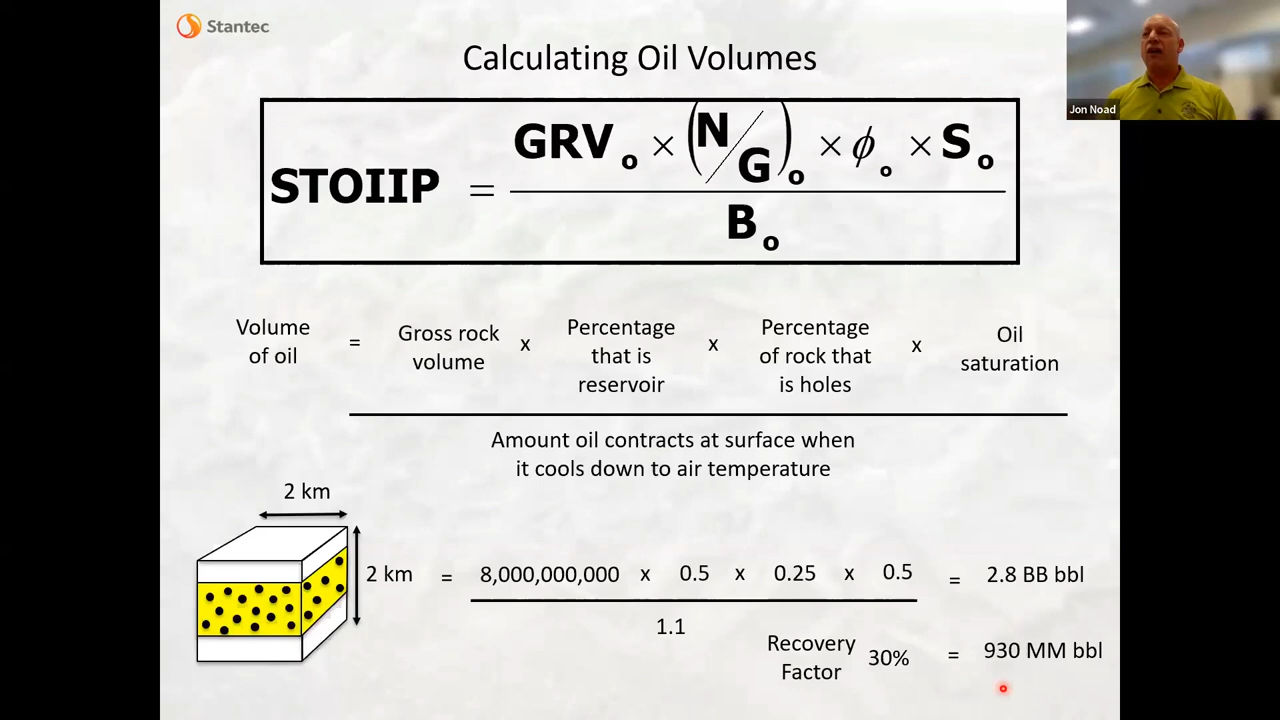 Stantec
Calculating Oil Volumes
Jon Noad
STOIIP = GRVₒ × (N/G)ₒ × ϕₒ × Sₒ
Bₒ
Volume
of oil
=
Gross rock
volume
x
Percentage
that is
reservoir
x
Percentage
of rock that
is holes
x
Oil
saturation
Amount oil contracts at surface when
it cools down to air temperature
2 km
2 km
= 8,000,000,000 x 0.5 x 0.25 x 0.5 = 2.8 BB bbl
1.1
Recovery
Factor
30% = 930 MM bbl